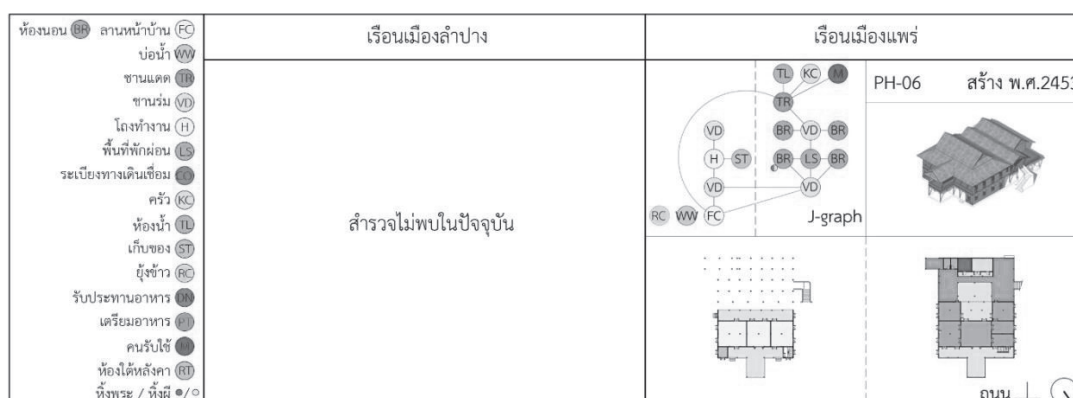 ห้องนอน BR ลานหน้าบ้าน FC
บ่อน้ำ WW
ชานแดด TR
ชานร่ม VD
โถงทำงาน H
พื้นที่พักผ่อน LS
ระเบียงทางเดินเชื่อม CO
ครัว KC
ห้องน้ำ TL
เก็บของ ST
ยุ้งข้าว RC
รับประทานอาหาร DN
เตรียมอาหาร PT
คนรับใช้ M
ห้องใต้หลังคา RT
หิ้งพระ / หิ้งผี
เรือนเมืองลำปาง
สำรวจไม่พบในปัจจุบัน
เรือนเมืองแพร่
TL KC M
TR
VD BR VD BR
H ST BR LS BR
VD VD
RC WW FC
J-graph
PH-06 สร้าง พ.ศ.2453
ถนน